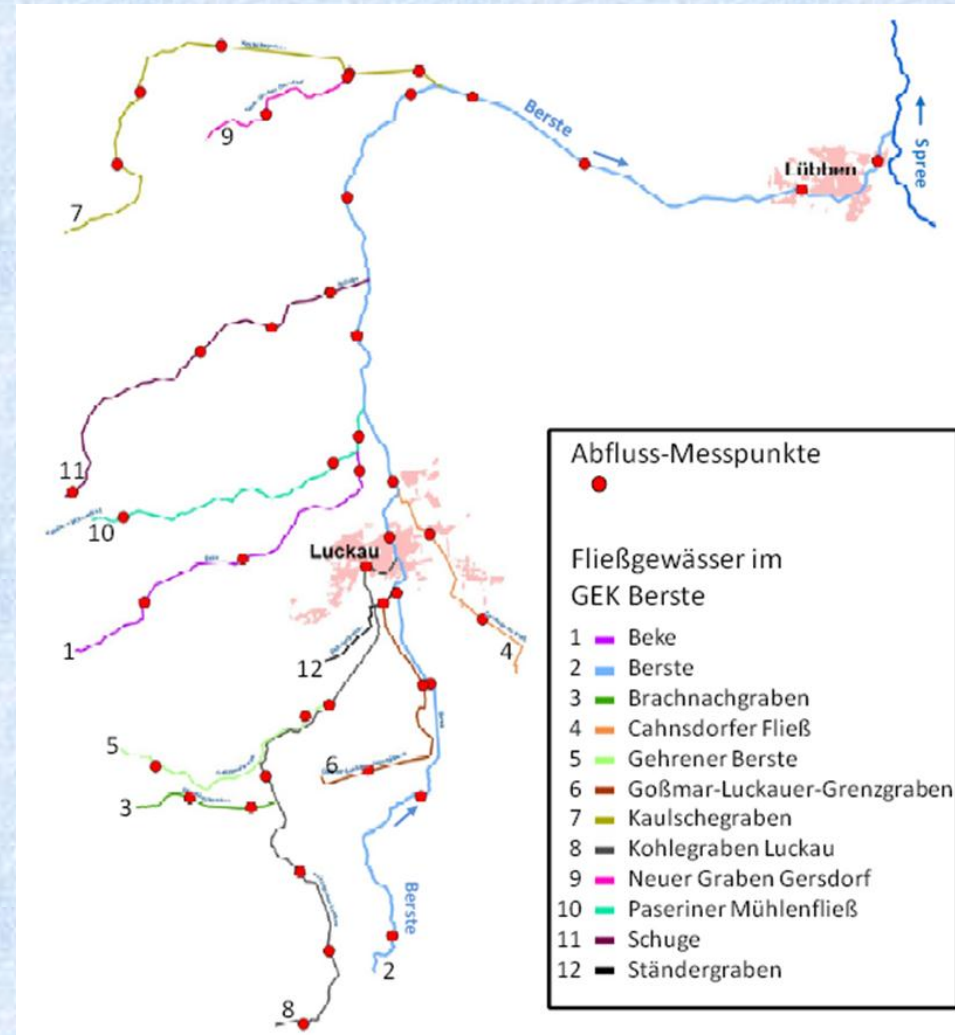 Berste
Spree
Lübben
9
7
11
10
Luckau
1
12
4
5
6
3
Berste
2
8
Abfluss-Messpunkte
Fließgewässer im
GEK Berste
1 Beke
2 Berste
3 Brachnachgraben
4 Cahnsdorfer Fließ
5 Gehrener Berste
6 Goßmar-Luckauer-Grenzgraben
7 Kaulschegraben
8 Kohlegraben Luckau
9 Neuer Graben Gersdorf
10 Paseriner Mühlenfließ
11 Schuge
12 Ständergraben